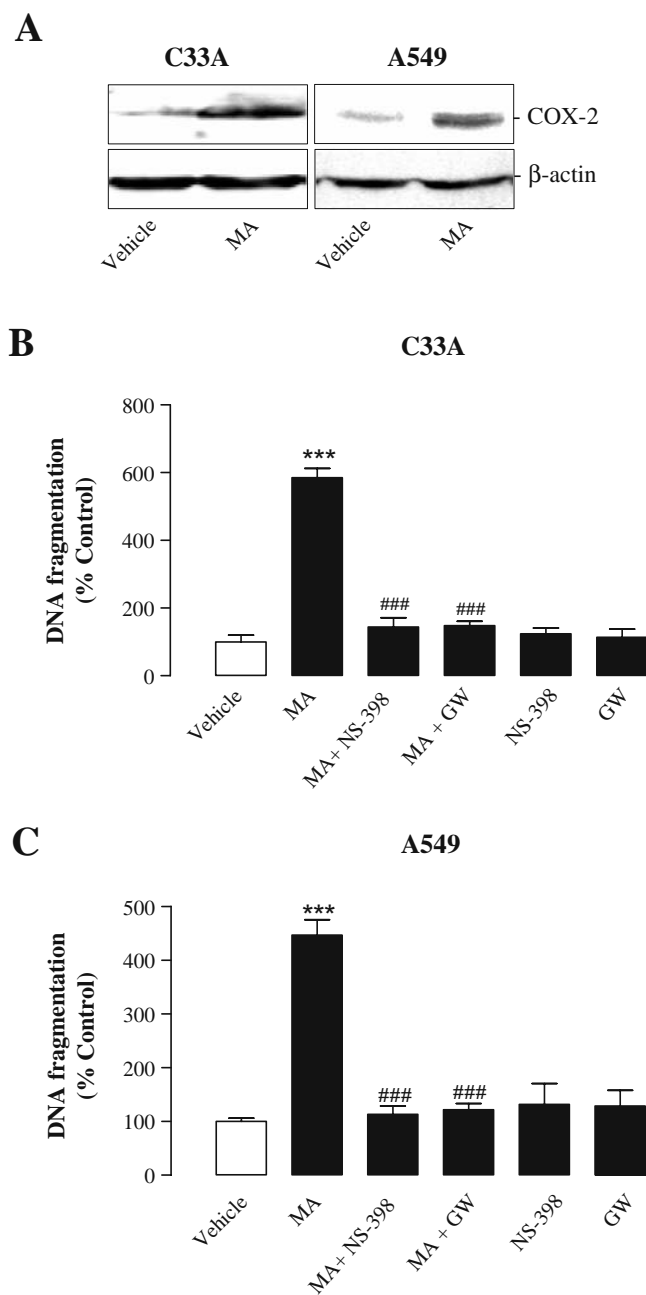 A
C33A
A549
COX-2
β-actin
Vehicle
MA
Vehicle
MA
B
C33A
DNA fragmentation
(% Control)
800
600
400
200
0
***
###
###
Vehicle
MA
MA+ NS-398
MA + GW
NS-398
GW
C
A549
DNA fragmentation
(% Control)
500
400
300
200
100
0
***
###
###
Vehicle
MA
MA+ NS-398
MA + GW
NS-398
GW